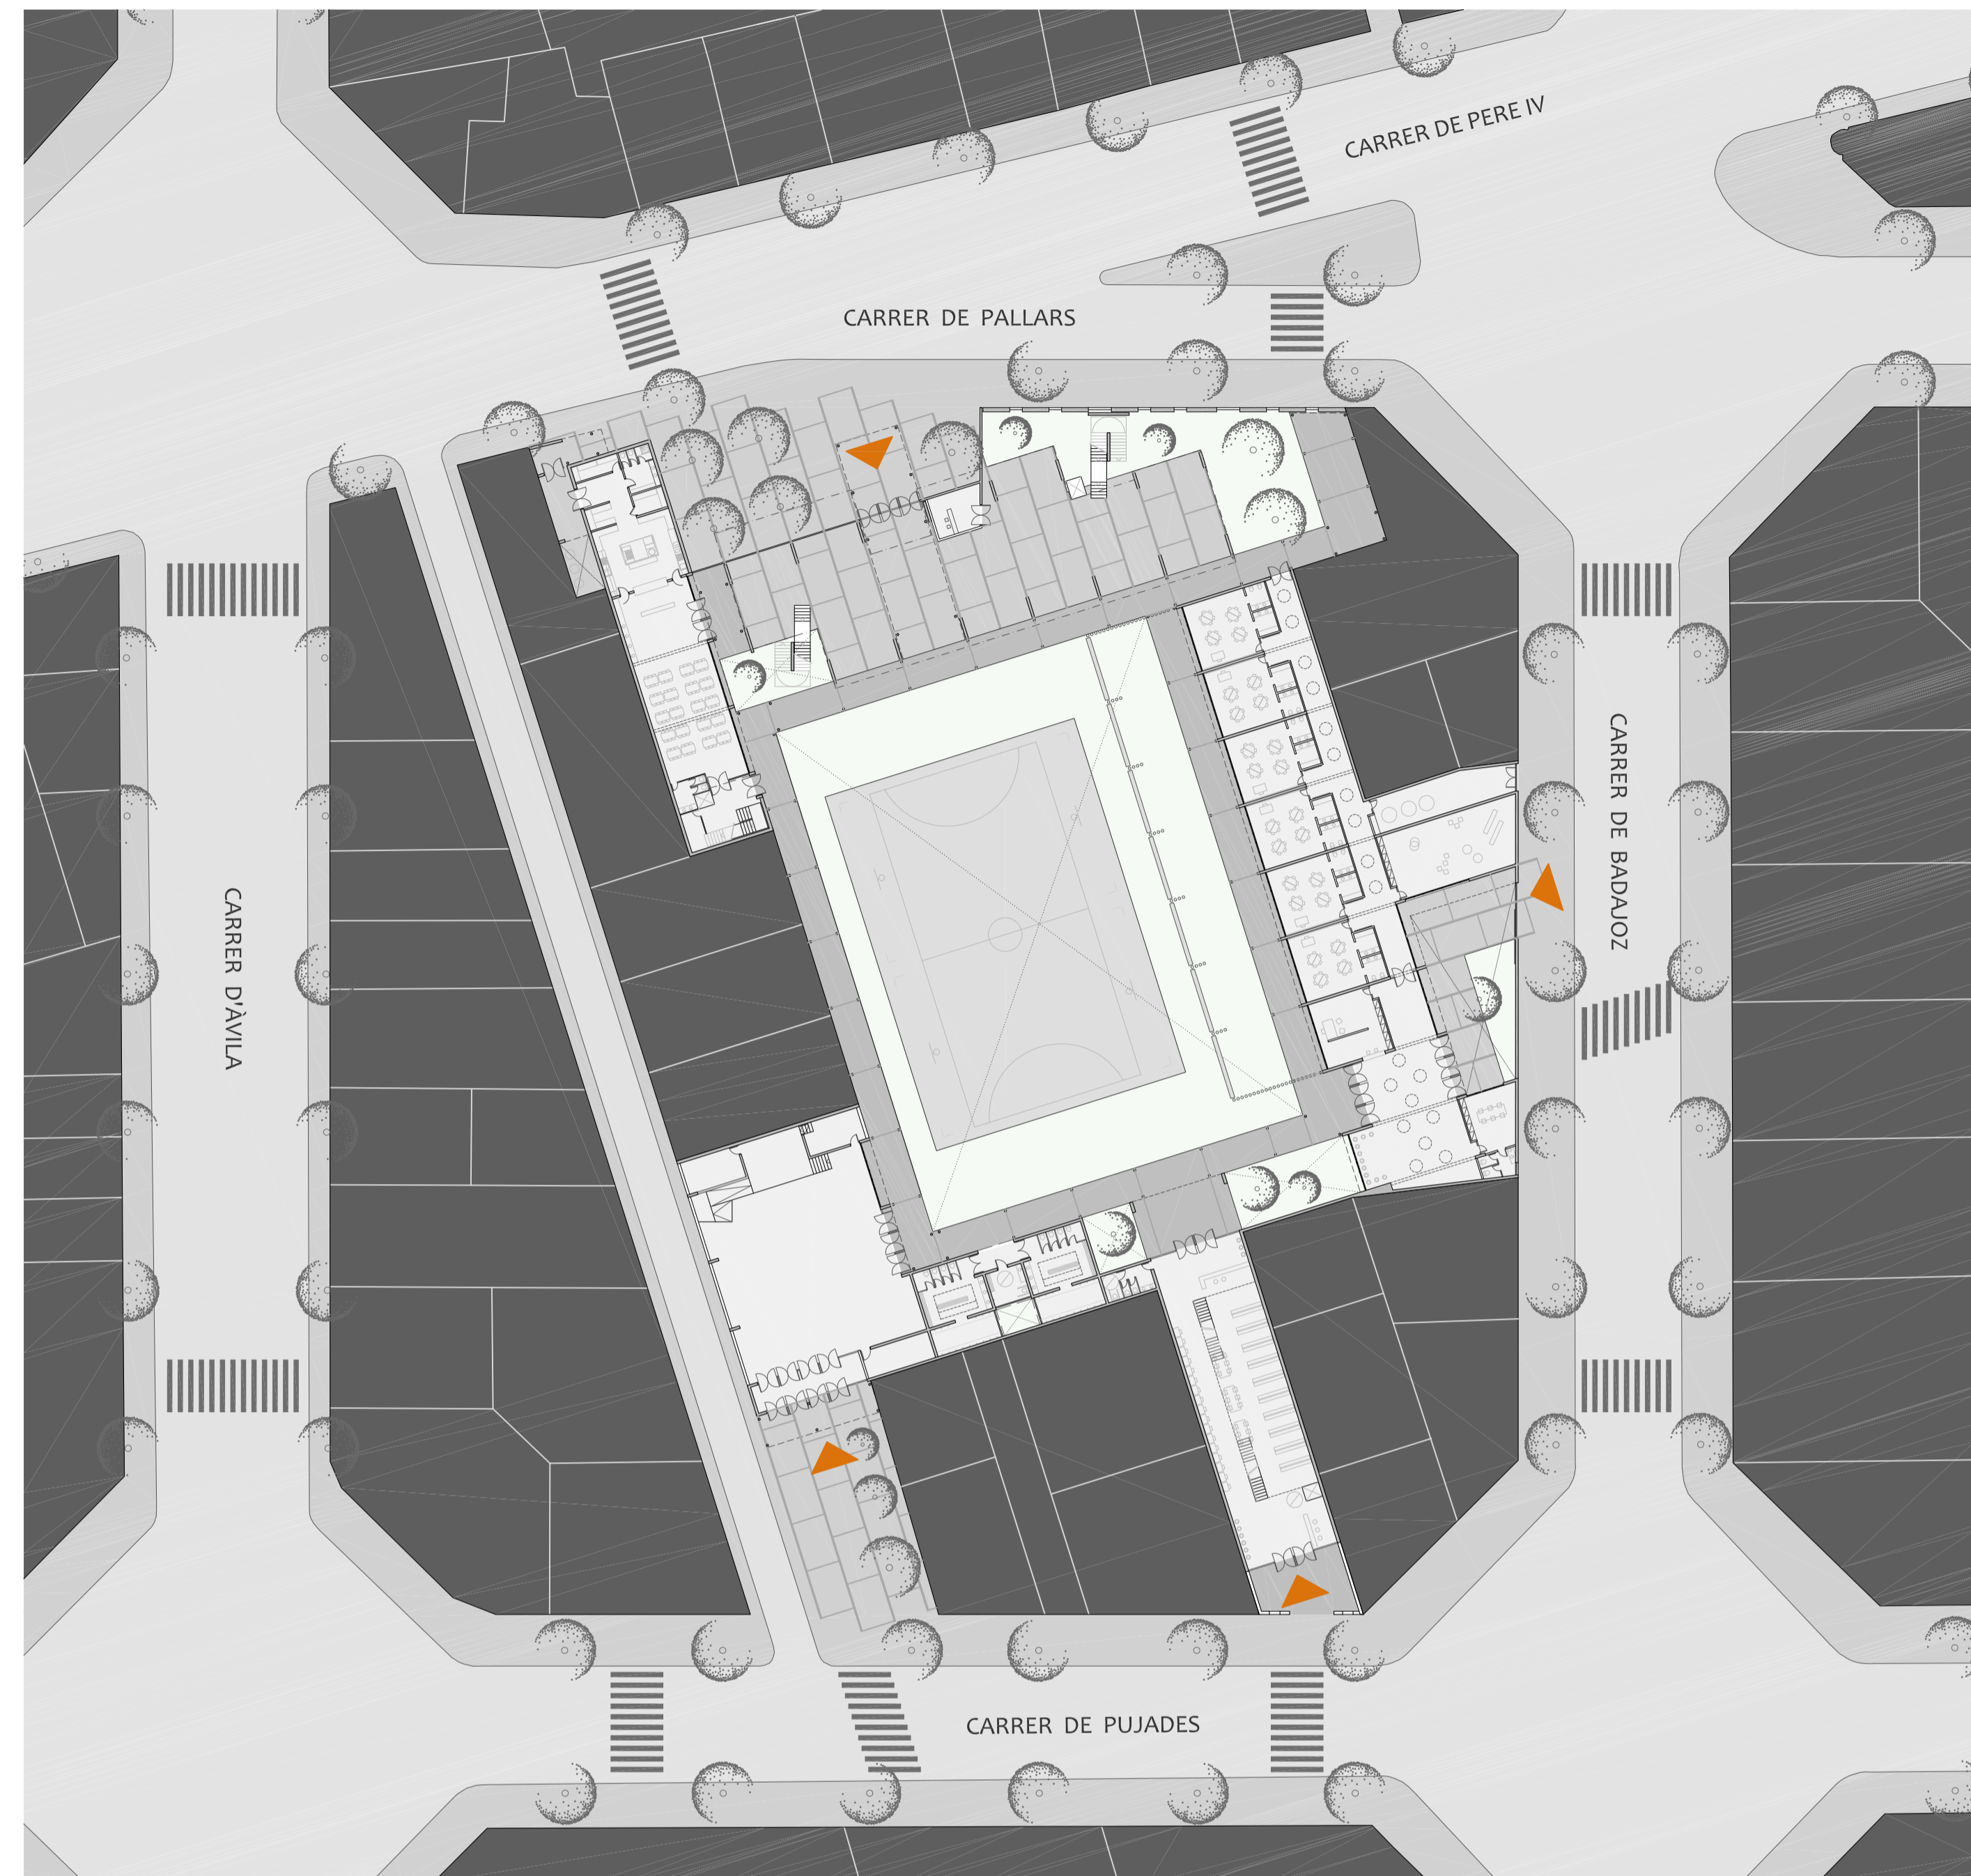 CARRER DE PERE IV
CARRER DE PALLARS
CARRER DE BADAJOZ
CARRER D'ÀVILA
CARRER DE PUJADES